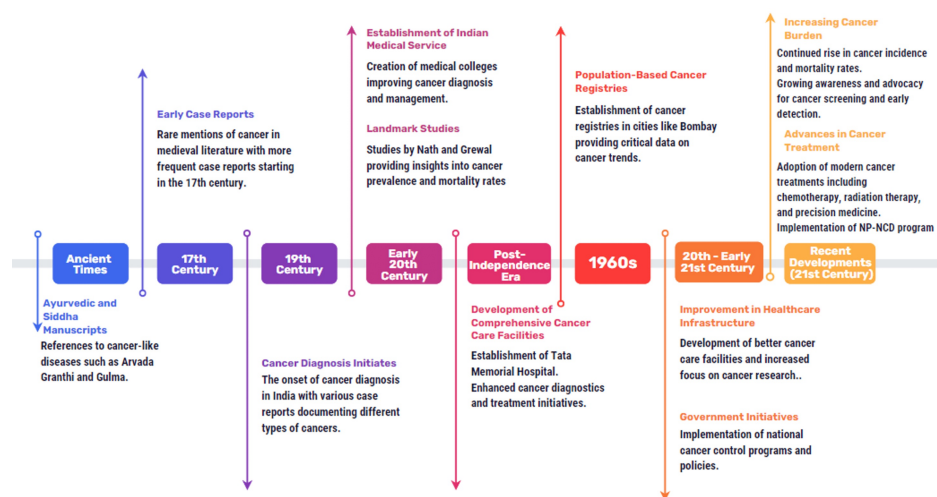 Ancient
Times
Ayurvedic and
Siddha
Manuscripts
References to cancer-like
diseases such as Arvada
Granthi and Gulma.
17th
Century
Early Case Reports
Rare mentions of cancer in
medieval literature with more
frequent case reports starting
in the 17th century.
19th
Century
Cancer Diagnosis Initiates
The onset of cancer diagnosis
in India with various case
reports documenting different
types of cancers.
Early
20th
Century
Establishment of Indian
Medical Service
Creation of medical colleges
improving cancer diagnosis
and management.
Landmark Studies
Studies by Nath and Grewal
providing insights into cancer
prevalence and mortality rates
Post-
Independence
Era
Development of
Comprehensive Cancer
Care Facilities
Establishment of Tata
Memorial Hospital.
Enhanced cancer diagnostics
and treatment initiatives.
1960s
Population-Based Cancer
Registries
Establishment of cancer
registries in cities like Bombay
providing critical data on
cancer trends.
20th - Early
21st Century
Improvement in Healthcare
Infrastructure
Development of better cancer
care facilities and increased
focus on cancer research..
Government Initiatives
Implementation of national
cancer control programs and
policies.
Recent
Developments
(21st Century)
Increasing Cancer
Burden
Continued rise in cancer incidence
and mortality rates.
Growing awareness and advocacy
for cancer screening and early
detection.
Advances in Cancer
Treatment
Adoption of modern cancer
treatments including
chemotherapy, radiation therapy,
and precision medicine.
Implementation of NP-NCD program